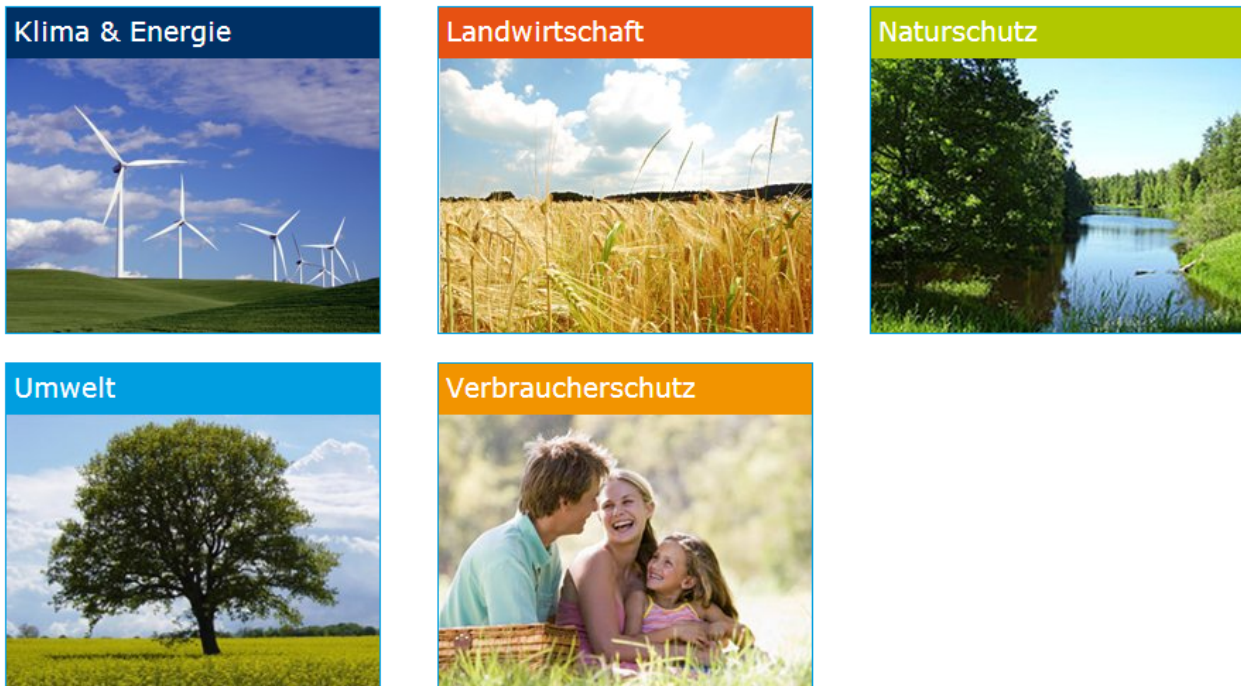 Klima & Energie
Landwirtschaft
Naturschutz
Umwelt
Verbraucherschutz